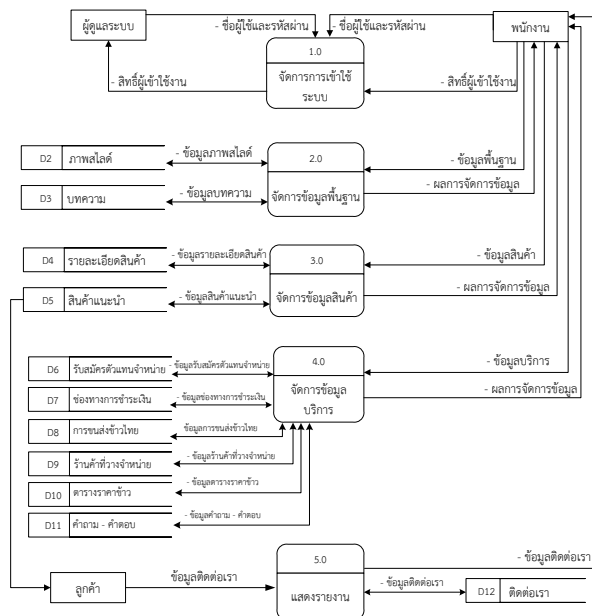 ผู้ดูแลระบบ
- ชื่อผู้ใช้และรหัสผ่าน
- ชื่อผู้ใช้และรหัสผ่าน
พนักงาน
1.0
จัดการการเข้าใช้
ระบบ
- สิทธิ์ผู้เข้าใช้งาน
- สิทธิ์ผู้เข้าใช้งาน
D2 ภาพสไลด์
- ข้อมูลภาพสไลด์
2.0
จัดการข้อมูลพื้นฐาน
- ข้อมูลพื้นฐาน
- ผลการจัดการข้อมูล
D3 บทความ
- ข้อมูลบทความ
D4 รายละเอียดสินค้า
- ข้อมูลรายละเอียดสินค้า
3.0
จัดการข้อมูลสินค้า
- ข้อมูลสินค้า
- ผลการจัดการข้อมูล
D5 สินค้าแนะนำ
- ข้อมูลสินค้าแนะนำ
4.0
จัดการข้อมูล
บริการ
- ข้อมูลบริการ
- ผลการจัดการข้อมูล
D6 รับสมัครตัวแทนจำหน่าย
- ข้อมูลรับสมัครตัวแทนจำหน่าย
D7 ช่องทางการชำระเงิน
- ข้อมูลช่องทางการชำระเงิน
D8 การขนส่งข้าวไทย
ข้อมูลการขนส่งข้าวไทย
D9 ร้านค้าที่วางจำหน่าย
- ข้อมูลร้านค้าที่วางจำหน่าย
D10 ตารางราคาข้าว
- ข้อมูลตารางราคาข้าว
D11 คำถาม - คำตอบ
- ข้อมูลคำถาม - คำตอบ
5.0
แสดงรายงาน
- ข้อมูลติดต่อเรา
ลูกค้า
ข้อมูลติดต่อเรา
- ข้อมูลติดต่อเรา
D12 ติดต่อเรา